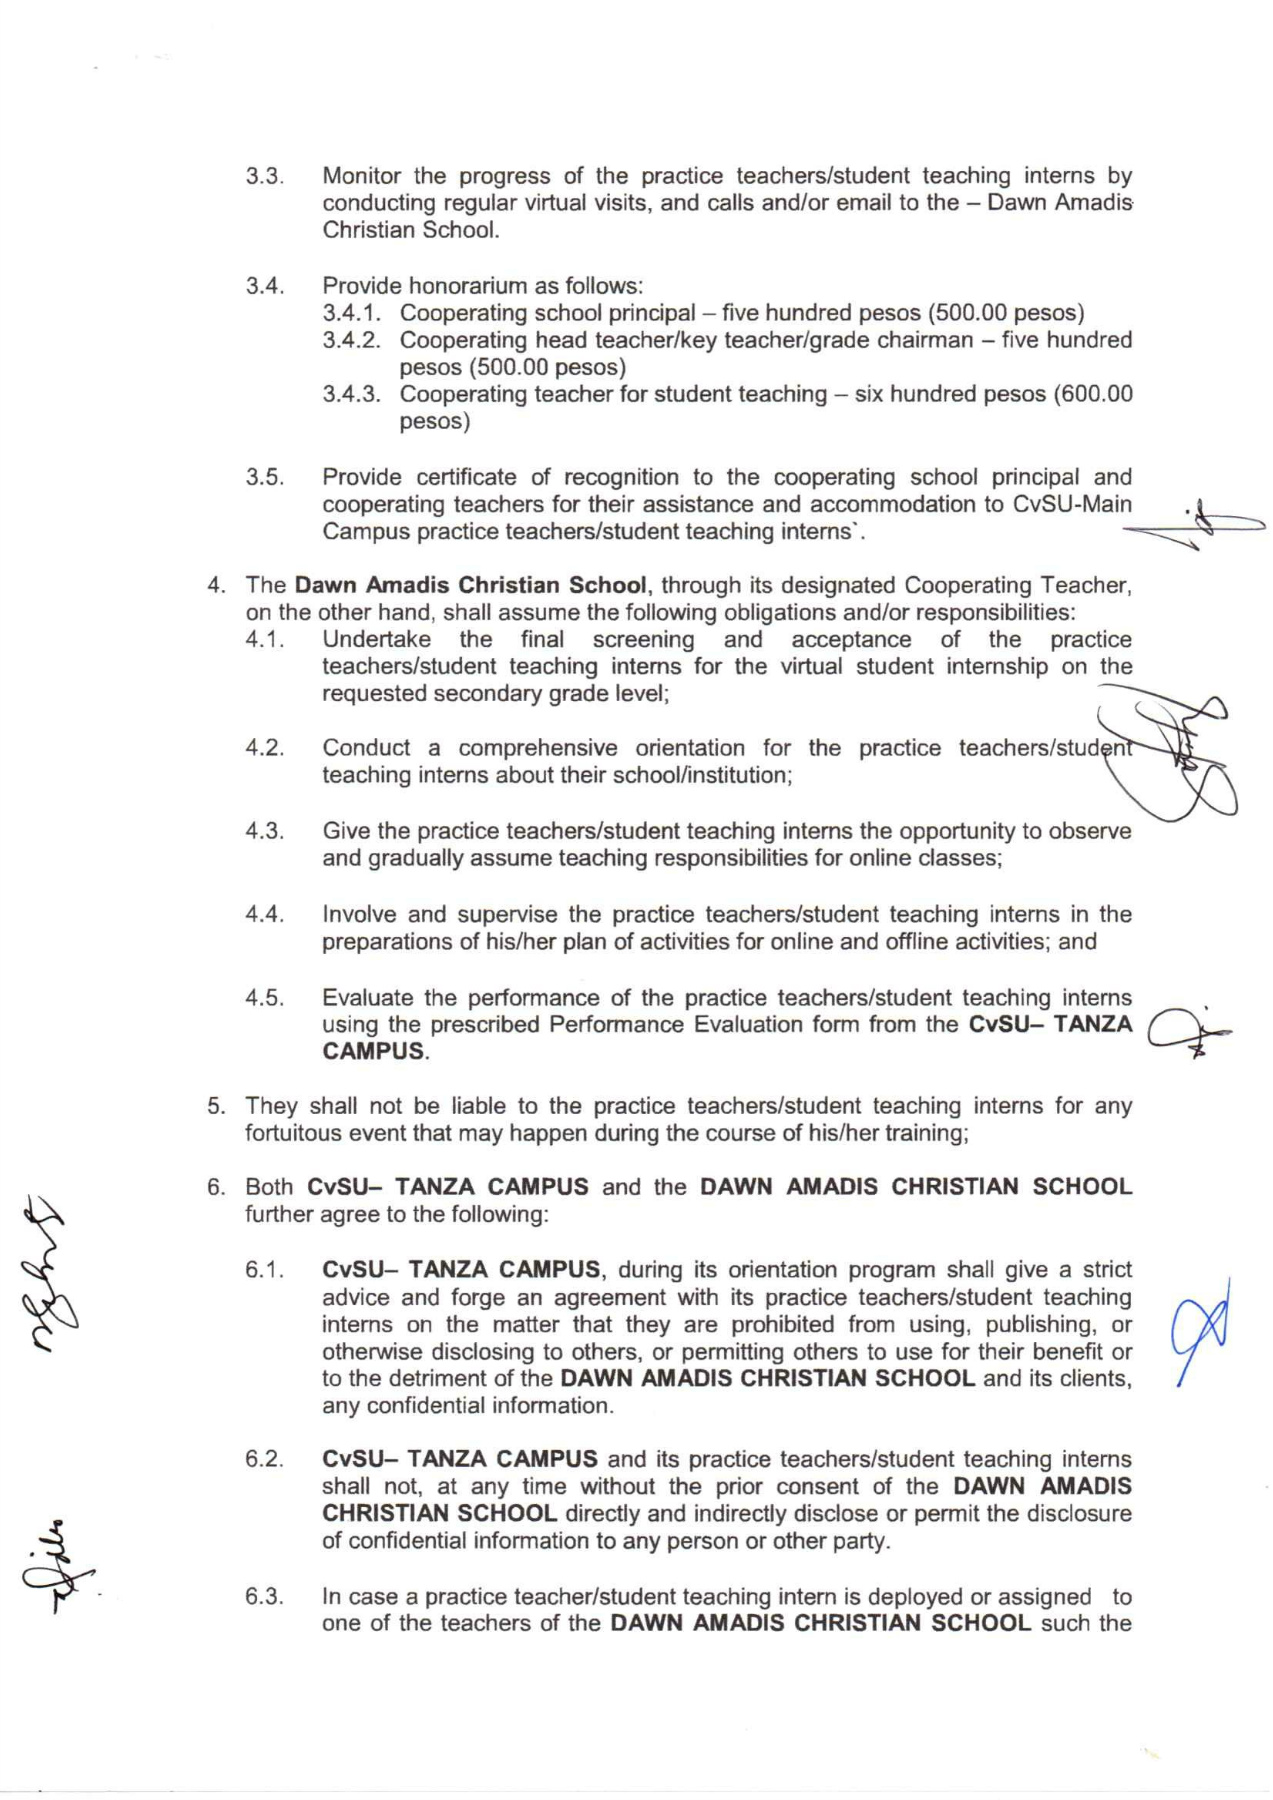 3.3. Monitor the progress of the practice teachers/student teaching interns by
conducting regular virtual visits, and calls and/or email to the – Dawn Amadis
Christian School.
3.4. Provide honorarium as follows:
3.4.1. Cooperating school principal – five hundred pesos (500.00 pesos)
3.4.2. Cooperating head teacher/key teacher/grade chairman – five hundred
pesos (500.00 pesos)
3.4.3. Cooperating teacher for student teaching – six hundred pesos (600.00
pesos)
3.5. Provide certificate of recognition to the cooperating school principal and
cooperating teachers for their assistance and accommodation to CvSU-Main
Campus practice teachers/student teaching interns`.
4. The Dawn Amadis Christian School, through its designated Cooperating Teacher,
on the other hand, shall assume the following obligations and/or responsibilities:
4.1. Undertake the final screening and acceptance of the practice
teachers/student teaching interns for the virtual student internship on the
requested secondary grade level;
4.2. Conduct a comprehensive orientation for the practice teachers/student
teaching interns about their school/institution;
4.3. Give the practice teachers/student teaching interns the opportunity to observe
and gradually assume teaching responsibilities for online classes;
4.4. Involve and supervise the practice teachers/student teaching interns in the
preparations of his/her plan of activities for online and offline activities; and
4.5. Evaluate the performance of the practice teachers/student teaching interns
using the prescribed Performance Evaluation form from the CvSU– TANZA
CAMPUS.
5. They shall not be liable to the practice teachers/student teaching interns for any
fortuitous event that may happen during the course of his/her training;
6. Both CvSU– TANZA CAMPUS and the DAWN AMADIS CHRISTIAN SCHOOL
further agree to the following:
6.1. CvSU– TANZA CAMPUS, during its orientation program shall give a strict
advice and forge an agreement with its practice teachers/student teaching
interns on the matter that they are prohibited from using, publishing, or
otherwise disclosing to others, or permitting others to use for their benefit or
to the detriment of the DAWN AMADIS CHRISTIAN SCHOOL and its clients,
any confidential information.
6.2. CvSU– TANZA CAMPUS and its practice teachers/student teaching interns
shall not, at any time without the prior consent of the DAWN AMADIS
CHRISTIAN SCHOOL directly and indirectly disclose or permit the disclosure
of confidential information to any person or other party.
6.3. In case a practice teacher/student teaching intern is deployed or assigned to
one of the teachers of the DAWN AMADIS CHRISTIAN SCHOOL such the